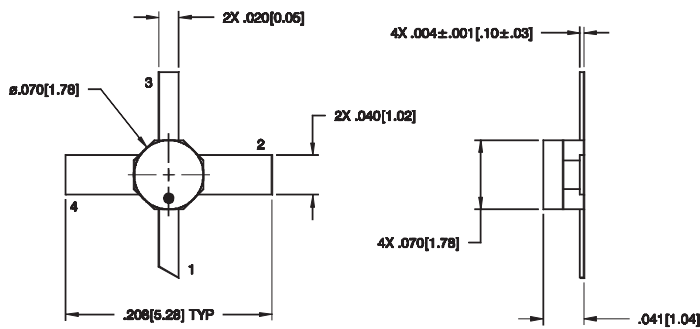 2X .020[0.05]
4X .004±.001[.10±.03]
3
ø.070[1.78]
2X .040[1.02]
2
4
4X .070[1.78]
1
.208[5.28] TYP
.041[1.04]